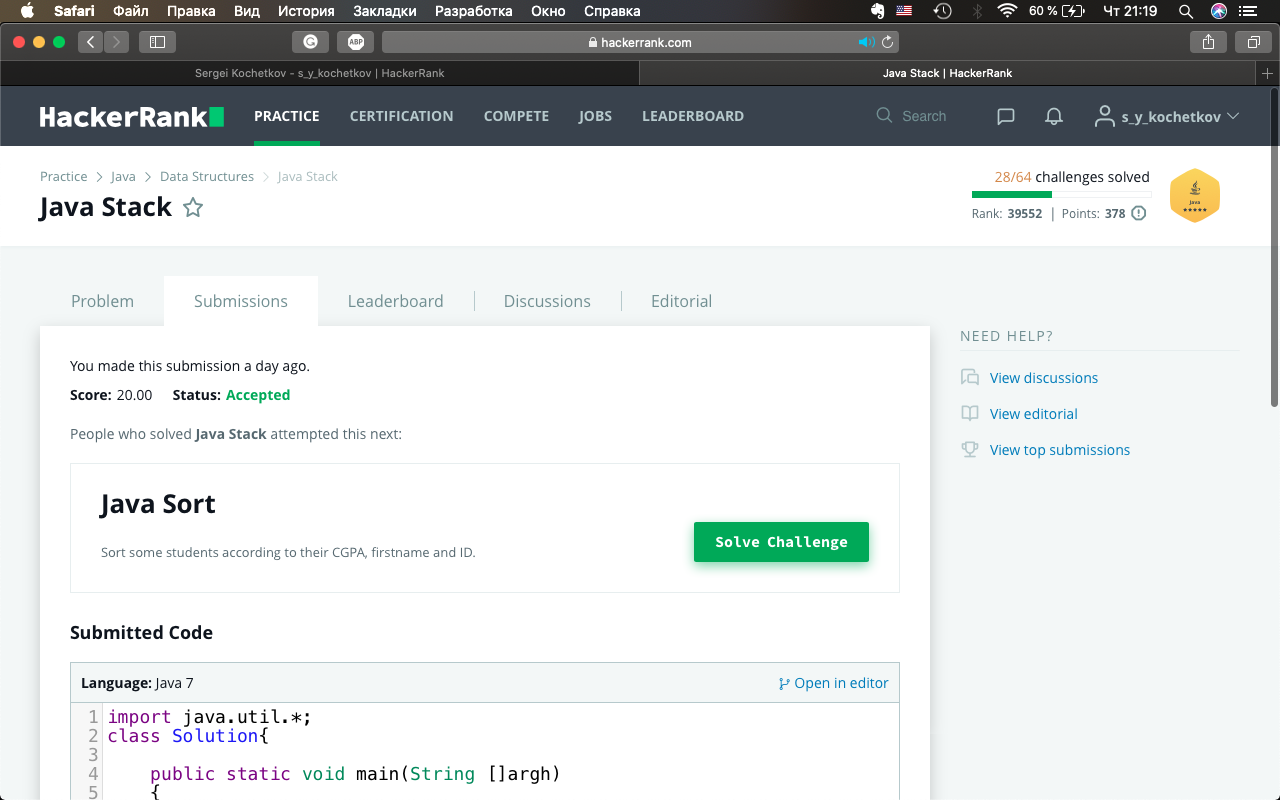 Safari Файл Правка Вид История Закладки Разработка Окно Справка 60 % Чт 21:19
ABP hackerrank.com
Sergei Kochetkov - s_y_kochetkov | HackerRank Java Stack | HackerRank
HackerRank PRACTICE CERTIFICATION COMPETE JOBS LEADERBOARD Search s_y_kochetkov
Practice > Java > Data Structures > Java Stack
28/64 challenges solved
Java Stack
Java
Rank: 39552 | Points: 378
Problem Submissions Leaderboard Discussions Editorial
NEED HELP?
You made this submission a day ago.
View discussions
Score: 20.00 Status: Accepted
View editorial
People who solved Java Stack attempted this next:
View top submissions
Java Sort
Solve Challenge
Sort some students according to their CGPA, firstname and ID.
Submitted Code
Language: Java 7 Open in editor
1 import java.util.*;
2 class Solution{
3
4 public static void main(String []argh)
5 {